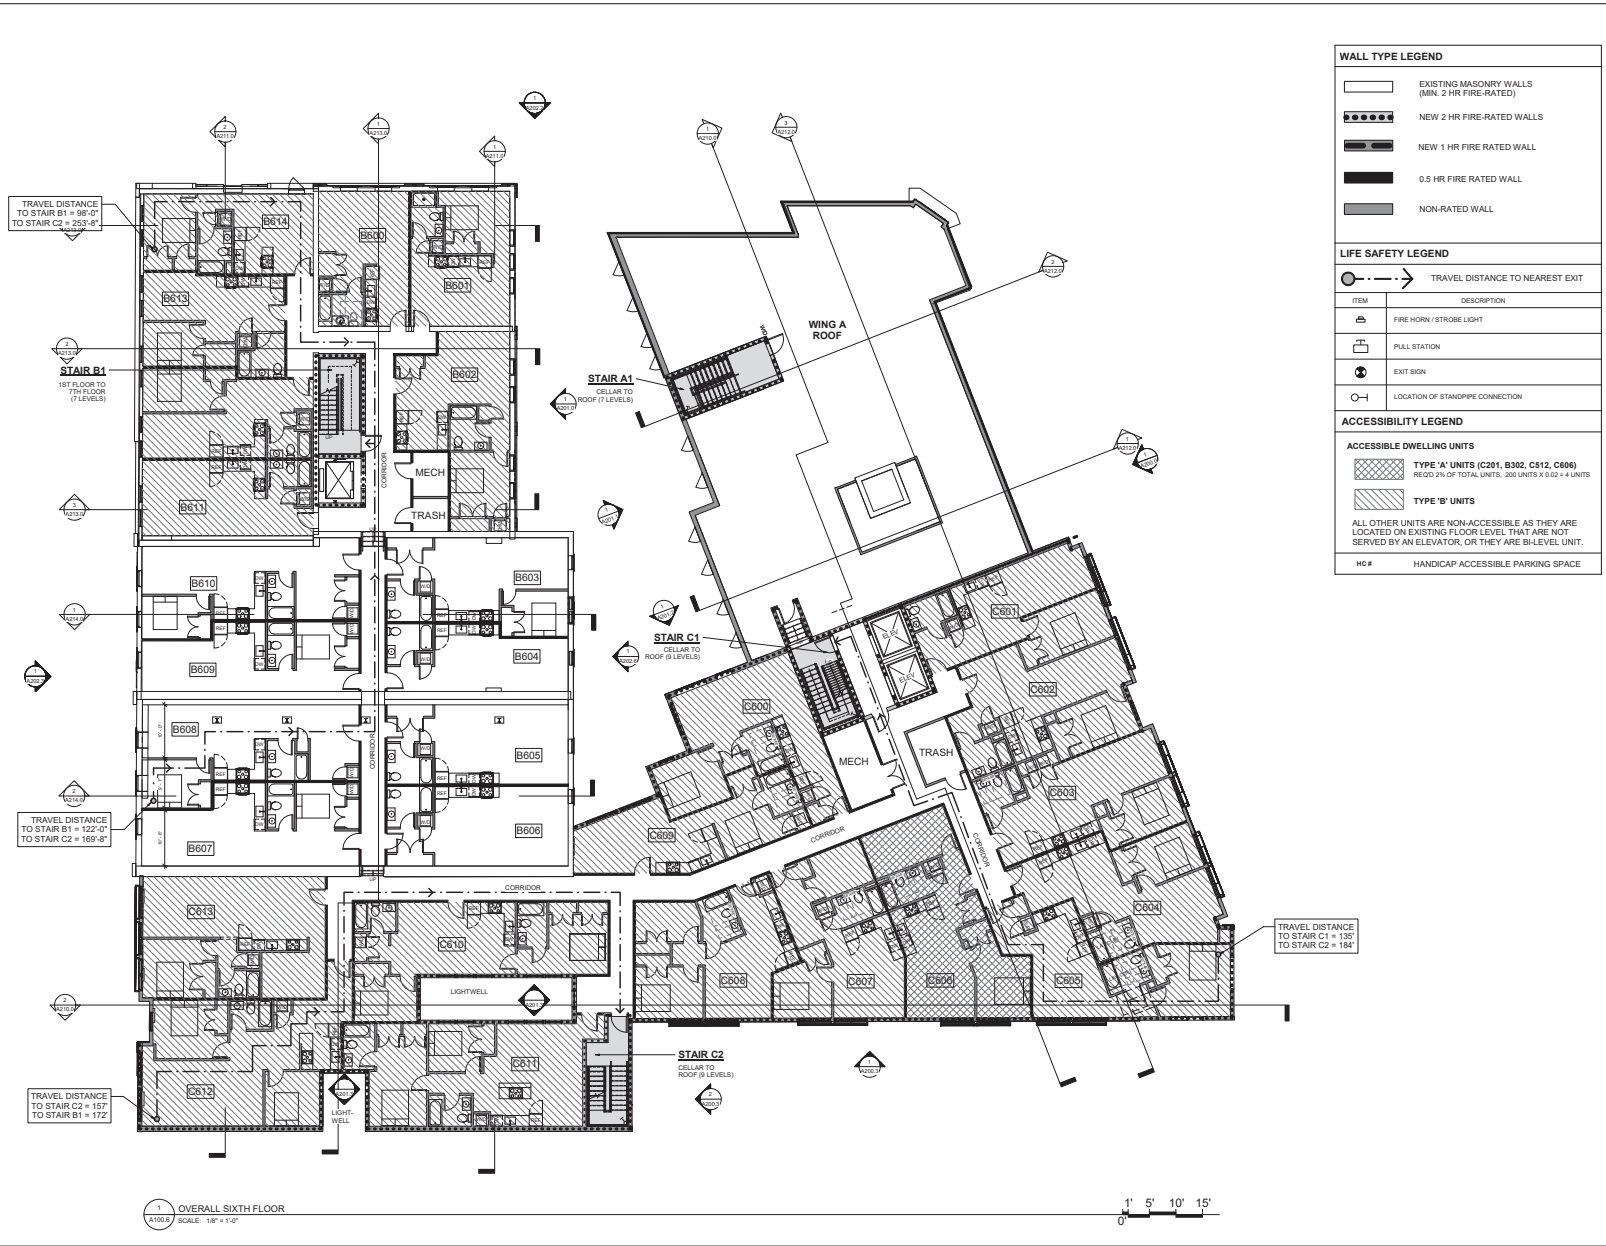 WALL TYPE LEGEND
EXISTING MASONRY WALLS
(MIN. 2 HR FIRE-RATED)
NEW 2 HR FIRE-RATED WALLS
NEW 1 HR FIRE RATED WALL
0.5 HR FIRE RATED WALL
NON-RATED WALL
LIFE SAFETY LEGEND
TRAVEL DISTANCE TO NEAREST EXIT
ITEM DESCRIPTION
FIRE HORN / STROBE LIGHT
PULL STATION
EXIT SIGN
LOCATION OF STANDPIPE CONNECTION
ACCESSIBILITY LEGEND
ACCESSIBLE DWELLING UNITS
TYPE 'A' UNITS (C201, B302, C512, C606)
REQ'D 2% OF TOTAL UNITS, 200 UNITS X 0.02 = 4 UNITS
TYPE 'B' UNITS
ALL OTHER UNITS ARE NON-ACCESSIBLE AS THEY ARE
LOCATED ON EXISTING FLOOR LEVEL THAT ARE NOT
SERVED BY AN ELEVATOR, OR THEY ARE BI-LEVEL UNIT.
HC # HANDICAP ACCESSIBLE PARKING SPACE
TRAVEL DISTANCE
TO STAIR B1 = 98'-0"
TO STAIR C2 = 253'-8"
B614
B600
B601
B613
STAIR B1
1ST FLOOR TO
7TH FLOOR
(7 LEVELS)
B602
UP
CORRIDOR
MECH
TRASH
B611
B610
B603
B609
B604
B608
B605
CORRIDOR
TRAVEL DISTANCE
TO STAIR B1 = 122'-0"
TO STAIR C2 = 169'-8"
B607
B606
UP
WING A
ROOF
STAIR A1
CELLAR TO
ROOF (7 LEVELS)
STAIR C1
CELLAR TO
ROOF (9 LEVELS)
ELEV
ELEV
C601
C602
C600
TRASH
MECH
C603
C609
CORRIDOR
CORRIDOR
C604
C613
CORRIDOR
C610
LIGHTWELL
C608
C607
C606
C605
TRAVEL DISTANCE
TO STAIR C1 = 135'
TO STAIR C2 = 184'
C611
STAIR C2
CELLAR TO
ROOF (9 LEVELS)
C612
TRAVEL DISTANCE
TO STAIR C2 = 157'
TO STAIR B1 = 172'
LIGHT-
WELL
1
A100.6
OVERALL SIXTH FLOOR
SCALE: 1/8" = 1'-0"
1' 5' 10' 15'
0'